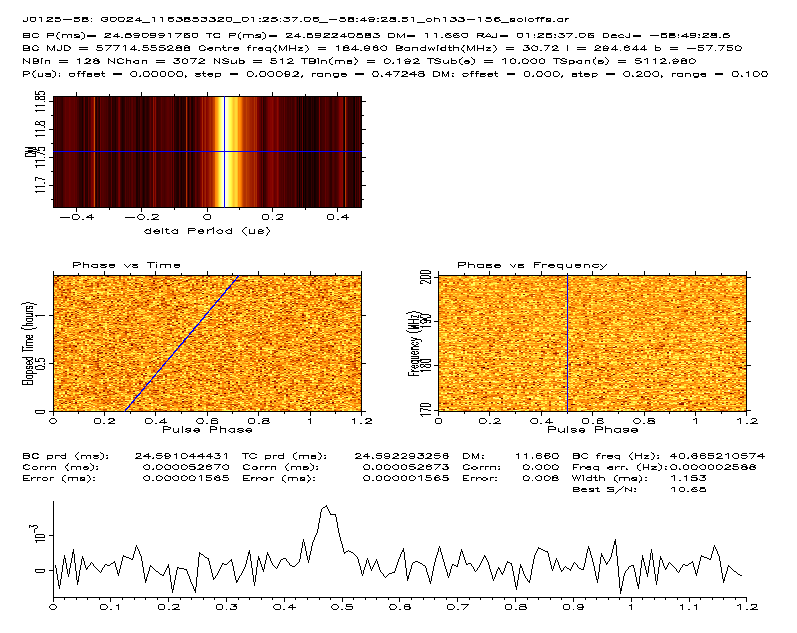 J0125-58: G0024_1163853320_01:25:37.06_-58:49:28.51_ch133-156_soloffs.ar
BC P(ms)= 24.590991760 TC P(ms)= 24.592240583 DM= 11.660 RAJ= 01:25:37.06 DecJ= -58:49:28.5
BC MJD = 57714.555288 Centre freq(MHz) = 184.960 Bandwidth(MHz) = 30.72 l = 294.644 b = -57.750
NBin = 128 NChan = 3072 NSub = 512 TBin(ms) = 0.192 TSub(s) = 10.000 TSpan(s) = 5112.980
P(us): offset = 0.00000, step = 0.00092, range = 0.47248 DM: offset = 0.000, step = 0.200, range = 0.100
DM
11.7 11.75 11.8 11.85
-0.4 -0.2 0 0.2 0.4
delta Period (us)
Phase vs Time
Elapsed Time (hours)
0 0.5 1
0 0.2 0.4 0.6 0.8 1 1.2
Pulse Phase
Phase vs Frequency
Frequency (MHz)
170 180 190 200
0 0.2 0.4 0.6 0.8 1 1.2
Pulse Phase
BC prd (ms): 24.591044431 TC prd (ms): 24.592293256 DM: 11.660 BC freq (Hz): 40.665210574
Corrn (ms): 0.000052670 Corrn (ms): 0.000052673 Corrn: 0.000 Freq err. (Hz):0.000002588
Error (ms): 0.000001565 Error (ms): 0.000001565 Error: 0.008 Width (ms): 1.153
Best S/N: 10.68
0 10⁻³
0 0.1 0.2 0.3 0.4 0.5 0.6 0.7 0.8 0.9 1 1.1 1.2